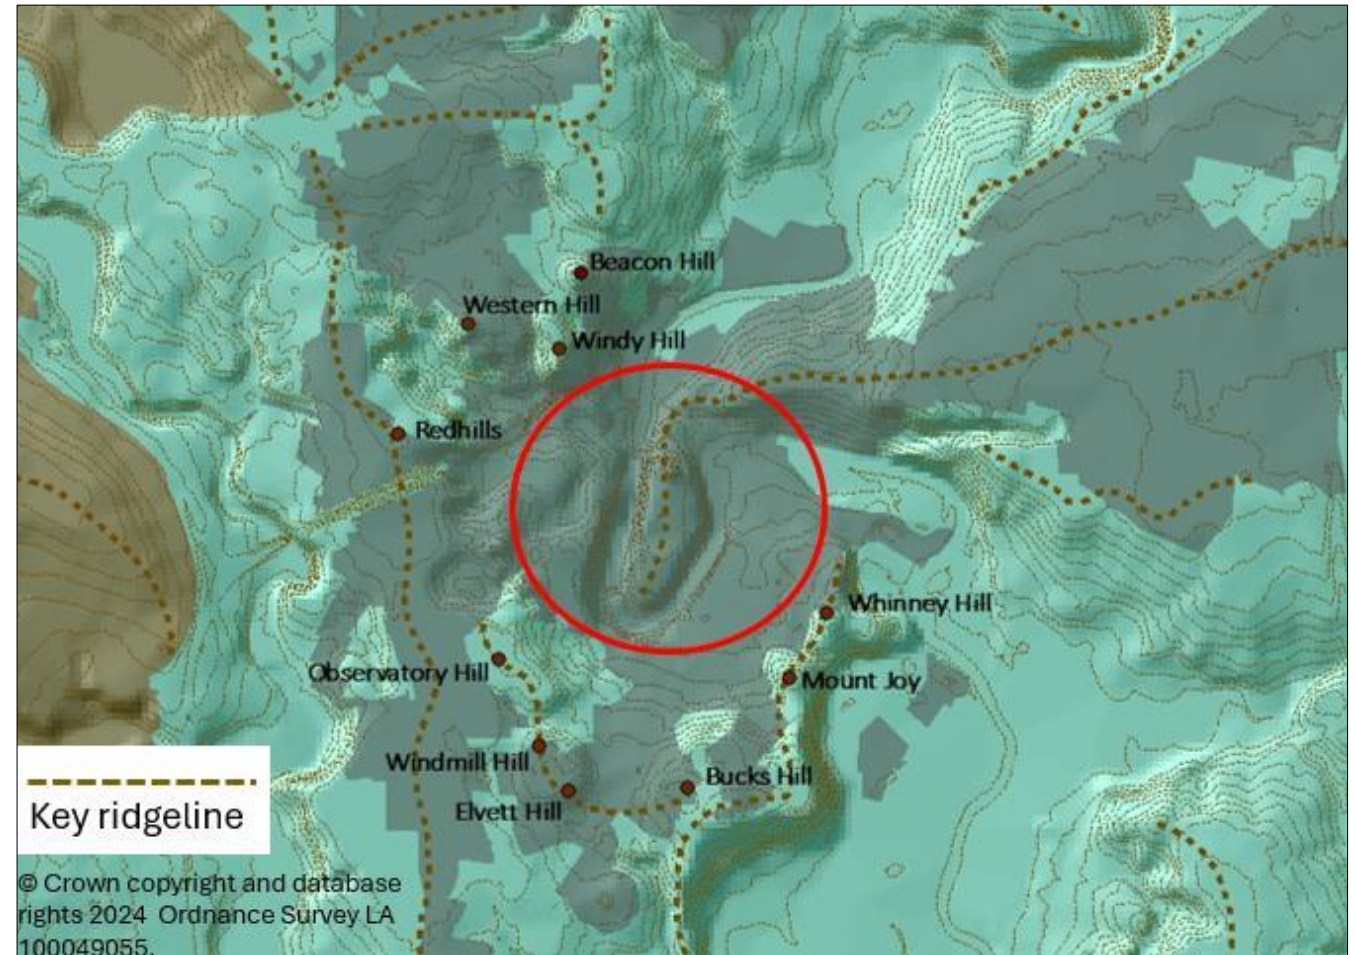 Beacon Hill
Western Hill
Windy Hill
Redhills
Whinney Hill
Observatory Hill
Mount Joy
Windmill Hill
Bucks Hill
Elvett Hill
Key ridgeline
© Crown copyright and database
rights 2024 Ordnance Survey LA
100049055.